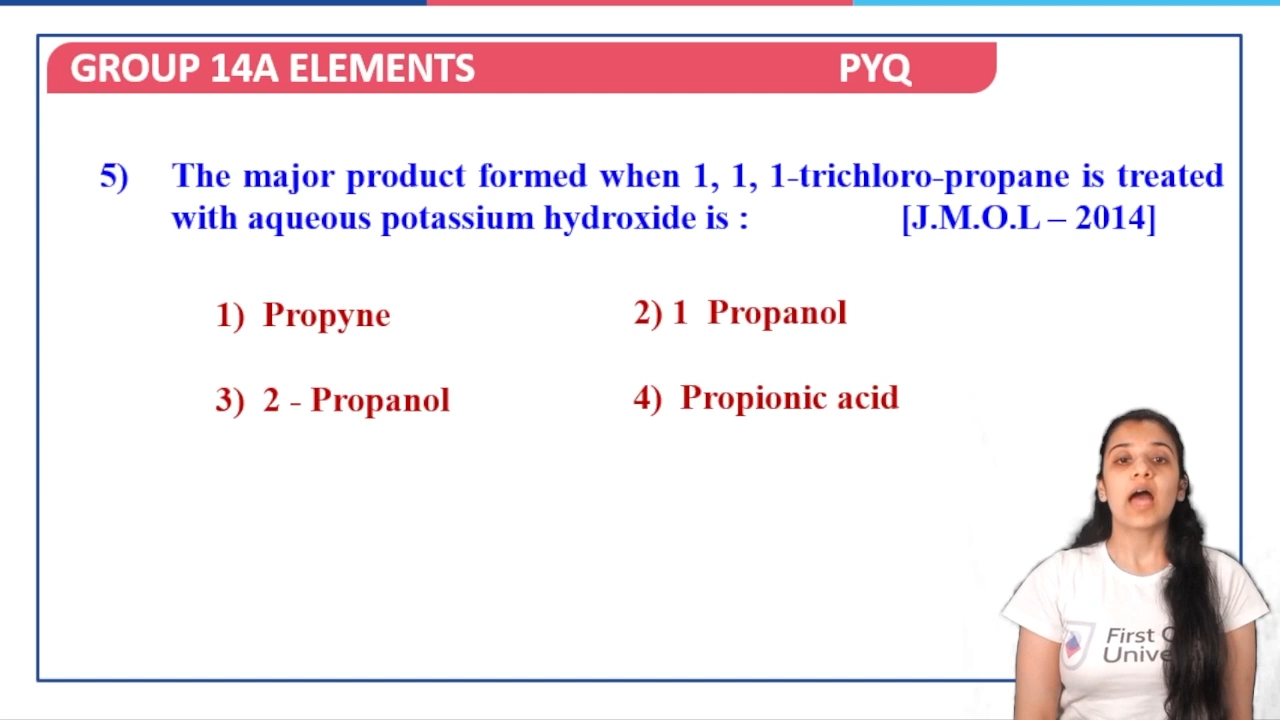 GROUP 14A ELEMENTS PYQ
5) The major product formed when 1, 1, 1-trichloro-propane is treated
with aqueous potassium hydroxide is : [J.M.O.L – 2014]
1) Propyne 2) 1 Propanol
3) 2 - Propanol 4) Propionic acid
First